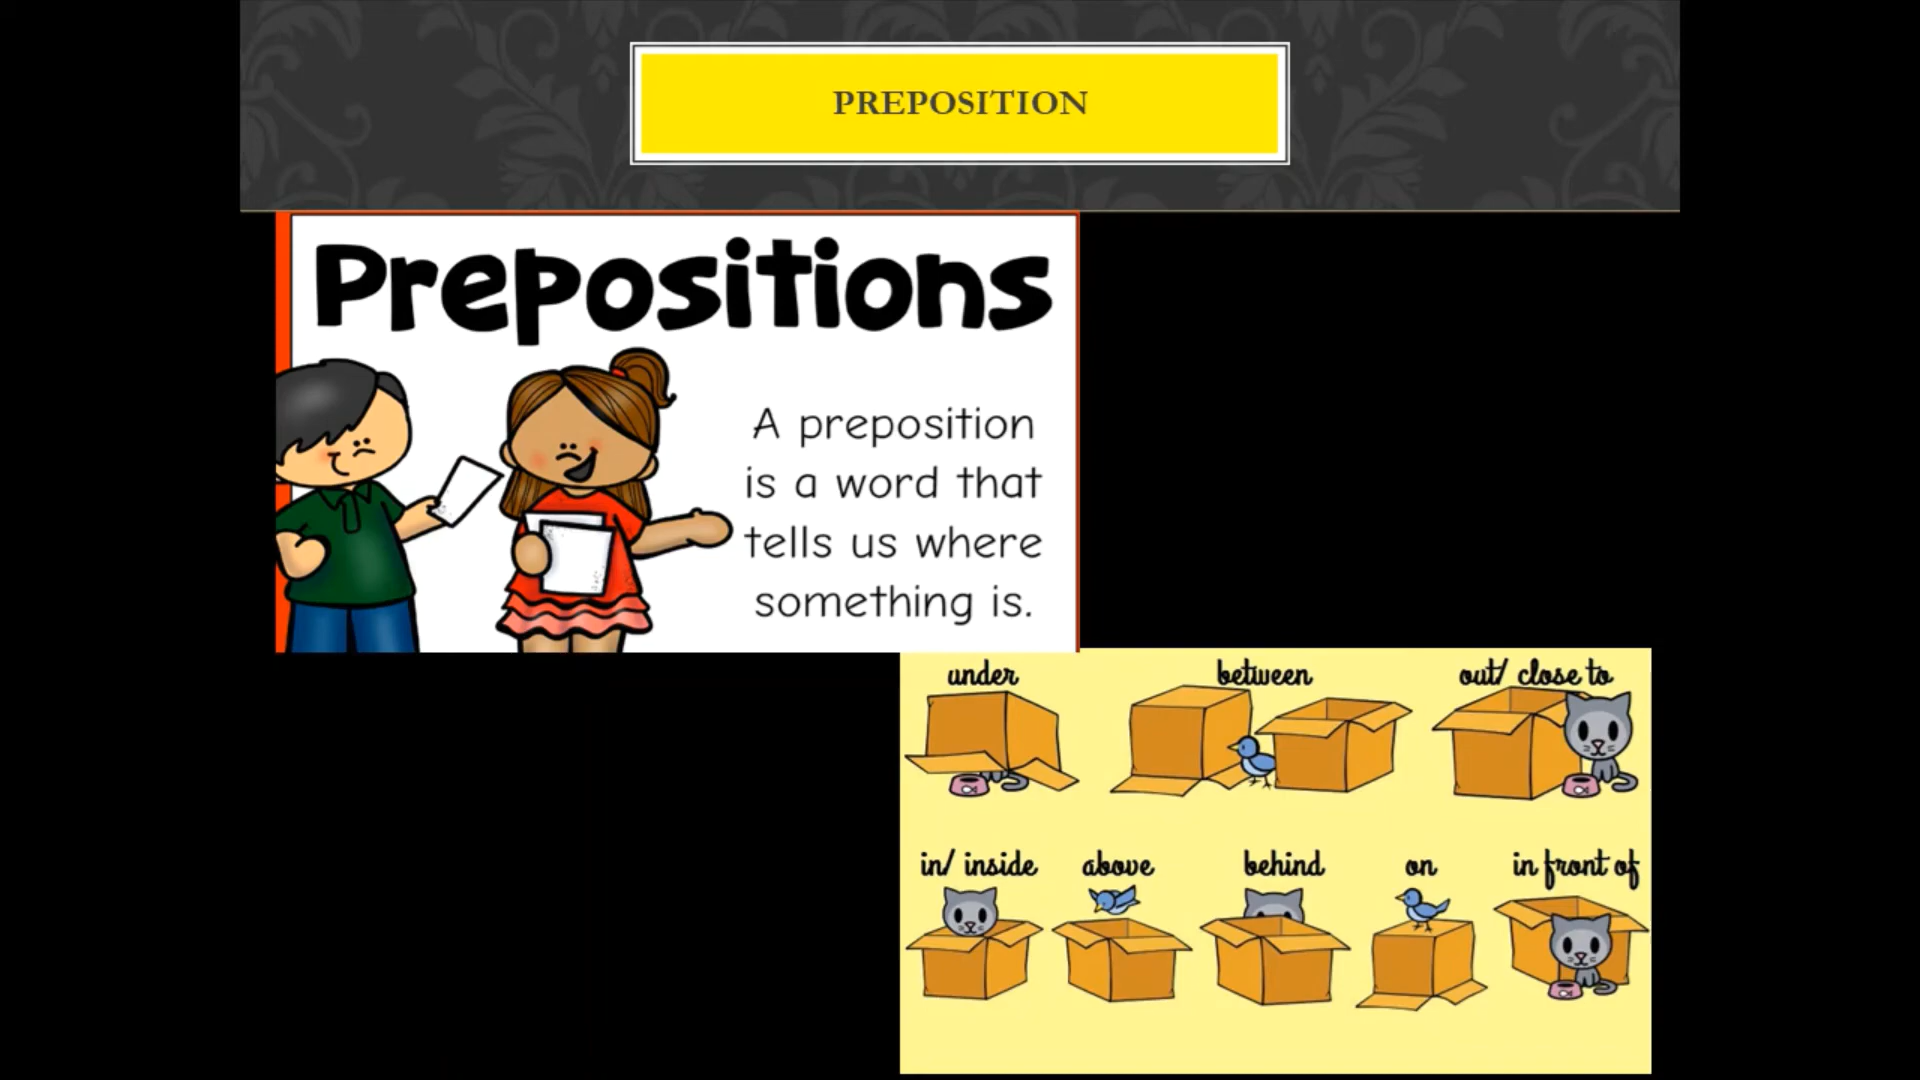 PREPOSITION
Prepositions
A preposition
is a word that
tells us where
something is.
under between out/ close to
in/ inside above behind on in front of